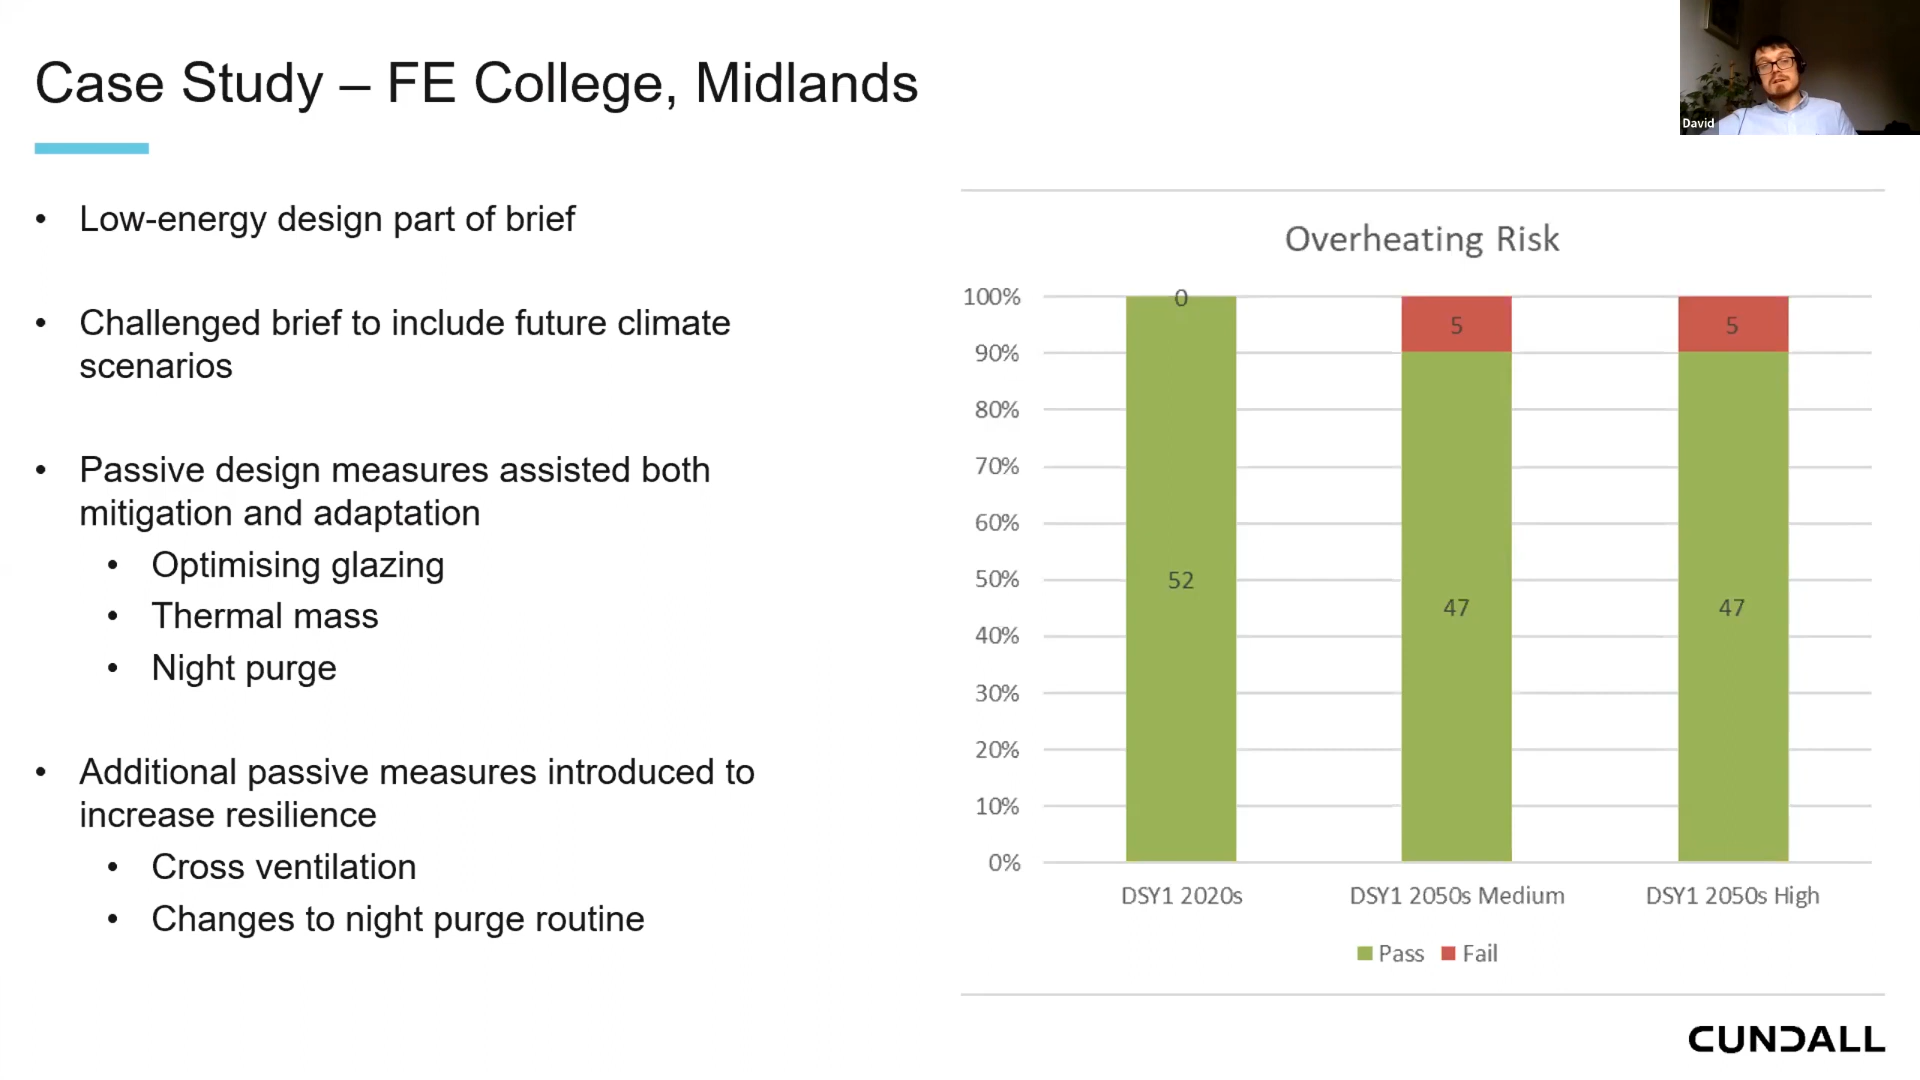 Case Study – FE College, Midlands
David
• Low-energy design part of brief
• Challenged brief to include future climate
scenarios
• Passive design measures assisted both
mitigation and adaptation
• Optimising glazing
• Thermal mass
• Night purge
• Additional passive measures introduced to
increase resilience
• Cross ventilation
• Changes to night purge routine
Overheating Risk
100%
90%
80%
70%
60%
50%
40%
30%
20%
10%
0%
0
52
5
47
5
47
DSY1 2020s
DSY1 2050s Medium
DSY1 2050s High
Pass
Fail
CUNDALL